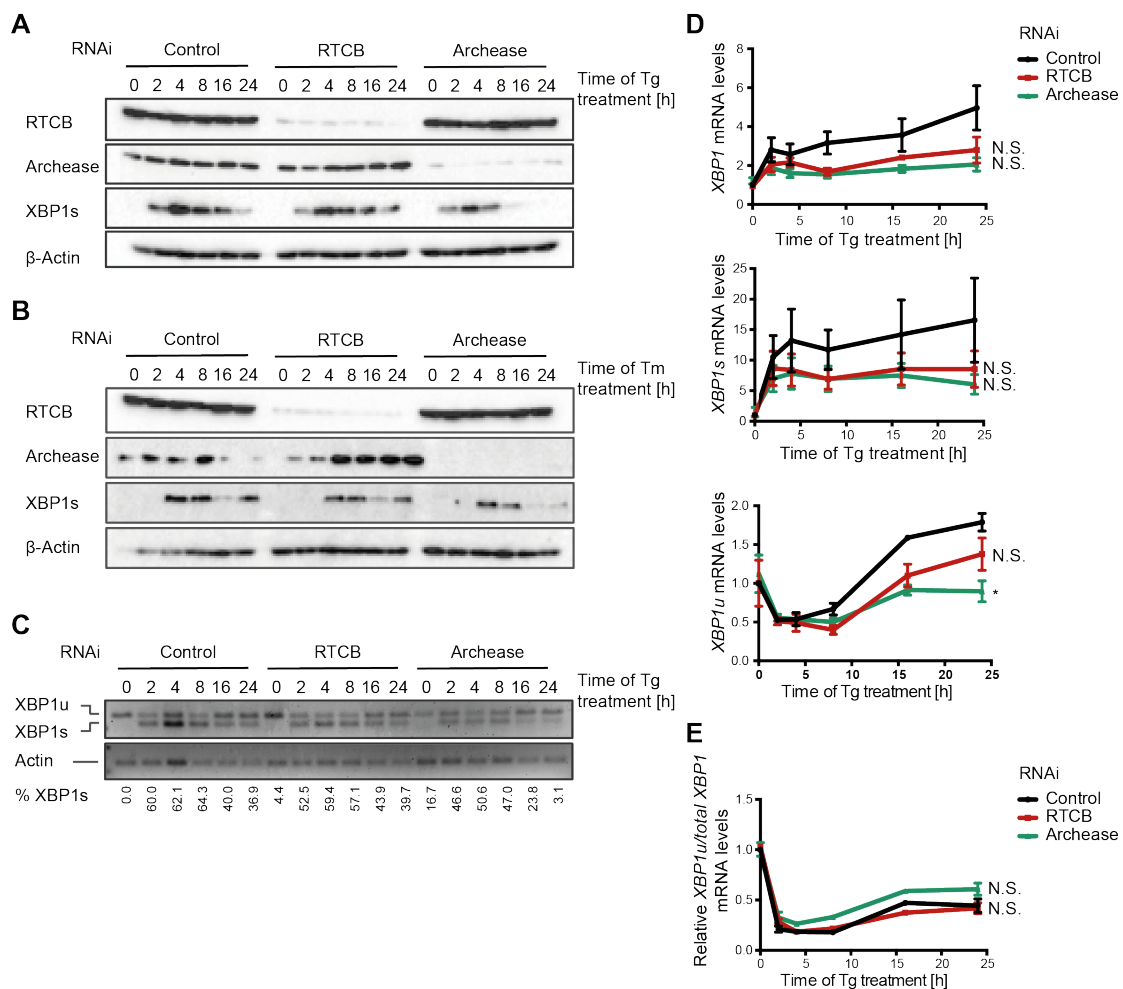 A
RNAi Control RTCB Archease
0 2 4 8 16 24 0 2 4 8 16 24 0 2 4 8 16 24 Time of Tg
treatment [h]
RTCB
Archease
XBP1s
β-Actin
B
RNAi Control RTCB Archease
0 2 4 8 16 24 0 2 4 8 16 24 0 2 4 8 16 24 Time of Tm
treatment [h]
RTCB
Archease
XBP1s
β-Actin
C
RNAi Control RTCB Archease
0 2 4 8 16 24 0 2 4 8 16 24 0 2 4 8 16 24 Time of Tg
treatment [h]
XBP1u
XBP1s
Actin
% XBP1s 0.0 60.0 62.1 64.3 40.0 36.9 4.4 52.5 59.4 57.1 43.9 39.7 16.7 46.6 50.6 47.0 23.8 3.1
D
RNAi
Control
RTCB
Archease
XBP1 mRNA levels
8
6
4
2
0
N.S.
N.S.
0 5 10 15 20 25
Time of Tg treatment [h]
XBP1s mRNA levels
25
20
15
10
5
0
N.S.
N.S.
0 5 10 15 20 25
Time of Tg treatment [h]
XBP1u mRNA levels
2.0
1.5
1.0
0.5
0.0
N.S.
*
0 5 10 15 20 25
Time of Tg treatment [h]
E
RNAi
Control
RTCB
Archease
Relative XBP1u/total XBP1
mRNA levels
1.5
1.0
0.5
0.0
N.S.
N.S.
0 5 10 15 20 25
Time of Tg treatment [h]